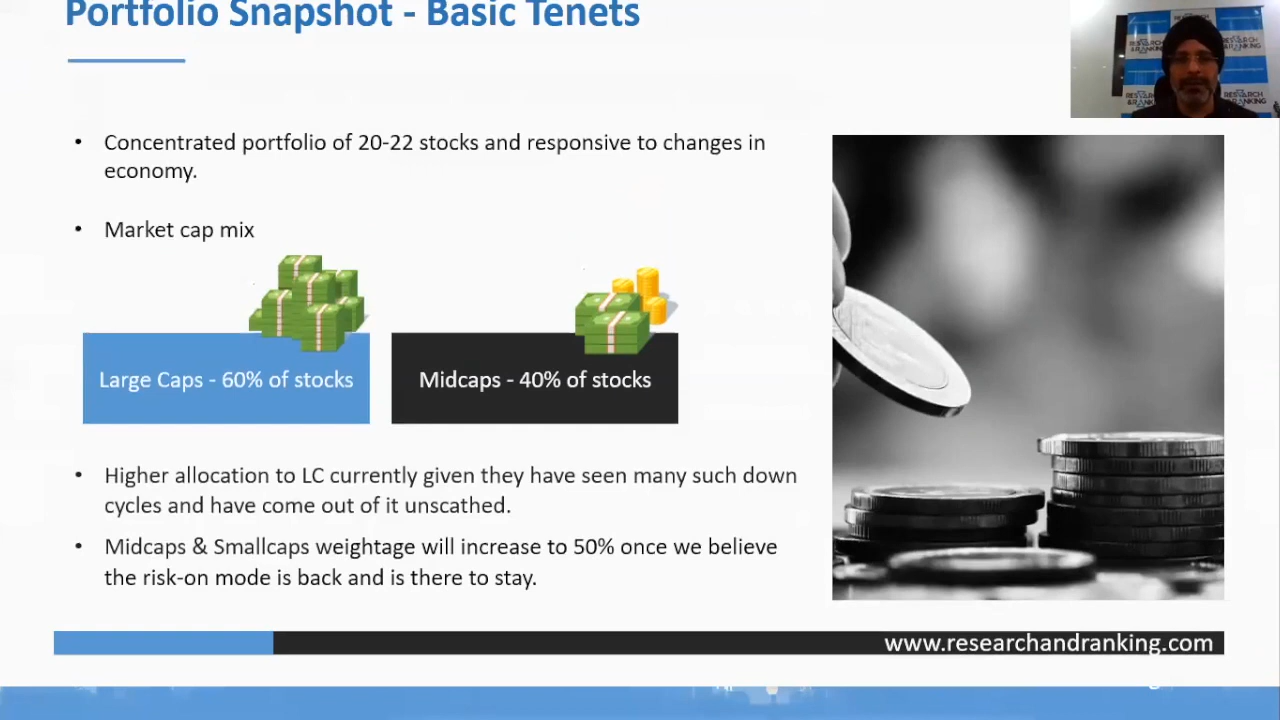 Portfolio Snapshot - Basic Tenets
RESEARCH
& RANKING
• Concentrated portfolio of 20-22 stocks and responsive to changes in
economy.
• Market cap mix
Large Caps - 60% of stocks
Midcaps - 40% of stocks
• Higher allocation to LC currently given they have seen many such down
cycles and have come out of it unscathed.
• Midcaps & Smallcaps weightage will increase to 50% once we believe
the risk-on mode is back and is there to stay.
www.researchandranking.com